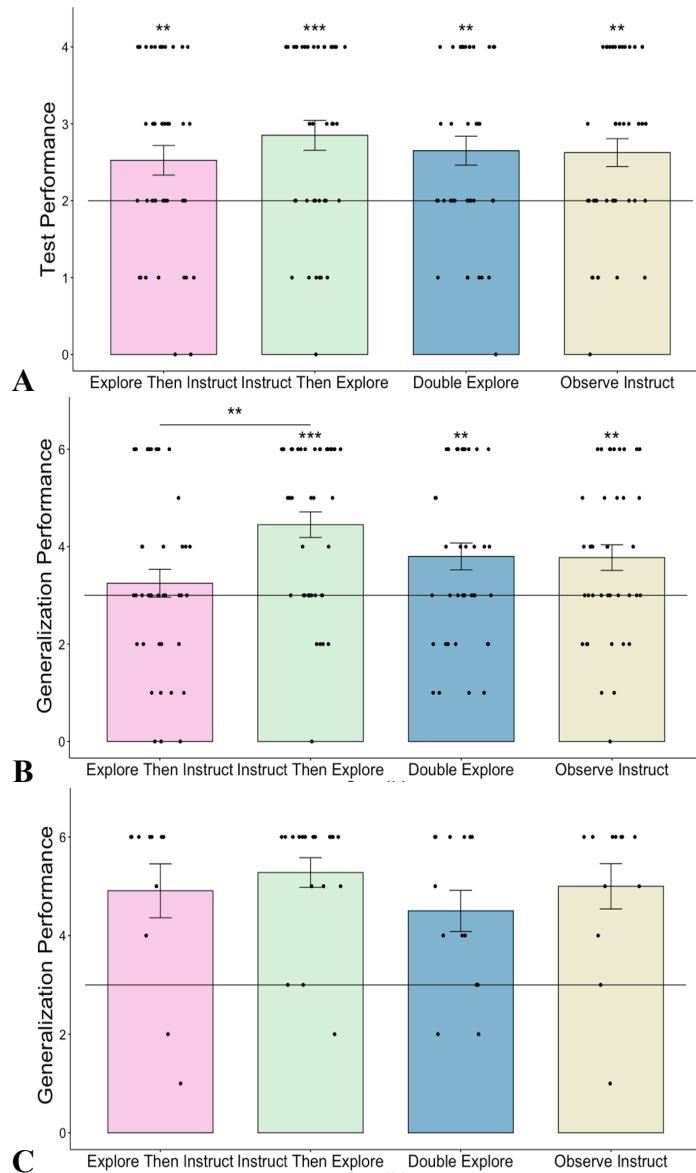 ** *** ** **
4
3
2
1
0
Test Performance
A
Explore Then Instruct Instruct Then Explore Double Explore Observe Instruct
**
*** ** **
6
4
2
0
Generalization Performance
B
Explore Then Instruct Instruct Then Explore Double Explore Observe Instruct
6
4
2
0
Generalization Performance
C
Explore Then Instruct Instruct Then Explore Double Explore Observe Instruct